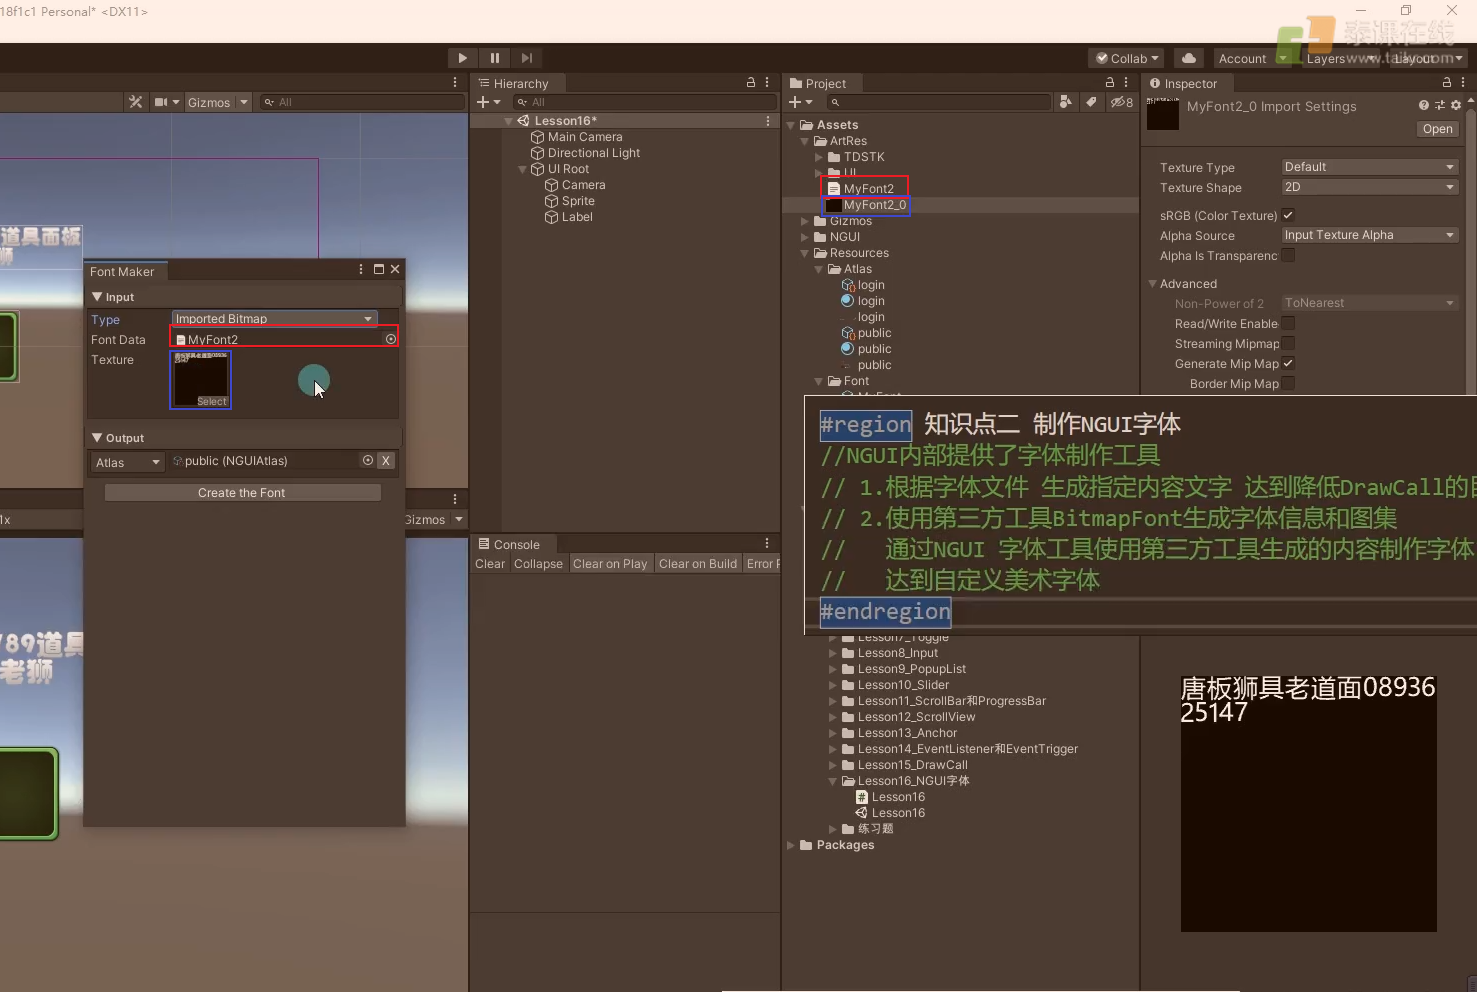 18f1c1 Personal* <DX11>
泰课在线
www.taikr.com
Collab
Account
Layers
Layout
Gizmos
All
道具面板
狮
Hierarchy
All
Lesson16*
Main Camera
Directional Light
UI Root
Camera
Sprite
Label
Project
8
Assets
ArtRes
TDSTK
UI
MyFont2
MyFont2_0
Gizmos
NGUI
Resources
Atlas
login
login
login
public
public
public
Font
MyFont
Inspector
MyFont2_0 Import Settings
Open
Texture Type Default
Texture Shape 2D
sRGB (Color Texture)
Alpha Source Input Texture Alpha
Alpha Is Transparenc
Advanced
Non-Power of 2 ToNearest
Read/Write Enable
Streaming Mipmap
Generate Mip Map
Border Mip Map
Font Maker
Input
Type Imported Bitmap
Font Data MyFont2
Texture
唐板狮具老道面08936
25147
Select
Output
Atlas public (NGUIAtlas) X
Create the Font
1x
Gizmos
789道具
老狮
Console
Clear Collapse Clear on Play Clear on Build Error P
#region 知识点二 制作NGUI字体
//NGUI内部提供了字体制作工具
// 1.根据字体文件 生成指定内容文字 达到降低DrawCall的目
// 2.使用第三方工具BitmapFont生成字体信息和图集
// 通过NGUI 字体工具使用第三方工具生成的内容制作字体
// 达到自定义美术字体
#endregion
Lesson7_Toggle
Lesson8_Input
Lesson9_PopupList
Lesson10_Slider
Lesson11_ScrollBar和ProgressBar
Lesson12_ScrollView
Lesson13_Anchor
Lesson14_EventListener和EventTrigger
Lesson15_DrawCall
Lesson16_NGUI字体
Lesson16
Lesson16
练习题
Packages
唐板狮具老道面08936
25147